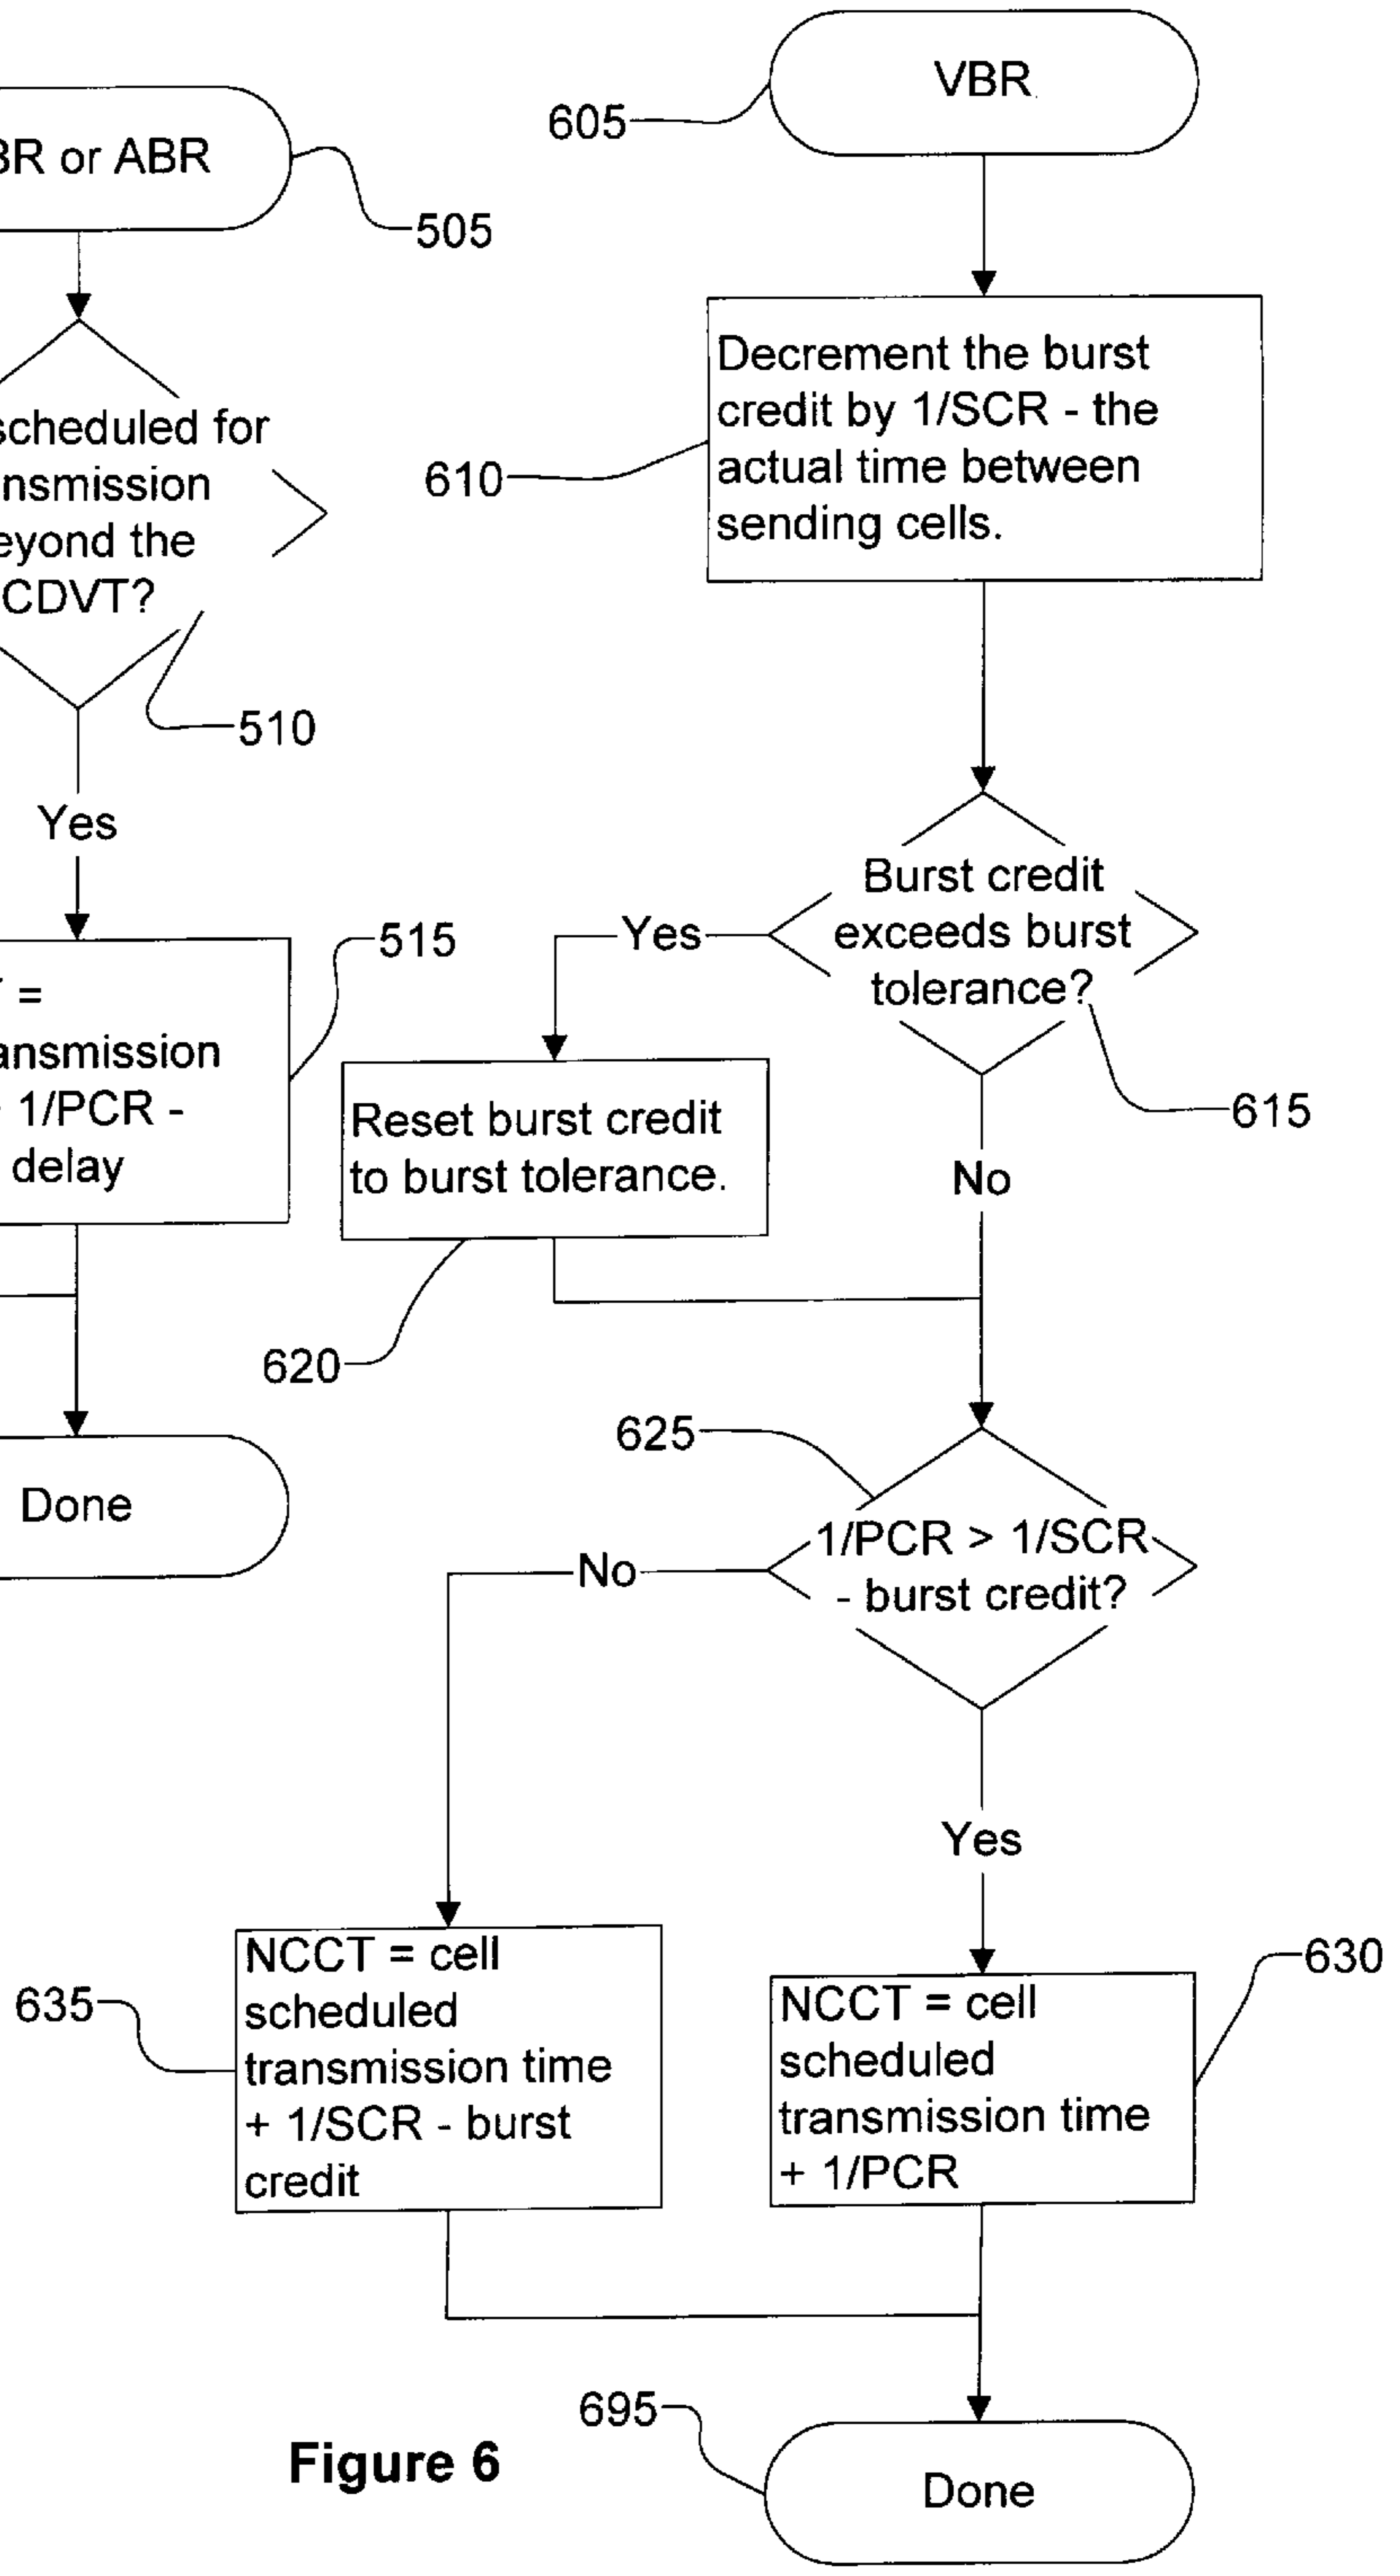 BR or ABR
505
scheduled for
nsmission
eyond the
CDVT?
510
Yes
515
=
ansmission
1/PCR -
delay
Done
VBR
605
Decrement the burst
credit by 1/SCR - the
actual time between
sending cells.
610
Burst credit
exceeds burst
tolerance?
615
Yes
No
Reset burst credit
to burst tolerance.
620
625
1/PCR > 1/SCR
- burst credit?
No
Yes
NCCT = cell
scheduled
transmission time
+ 1/SCR - burst
credit
635
NCCT = cell
scheduled
transmission time
+ 1/PCR
630
695
Done
Figure 6